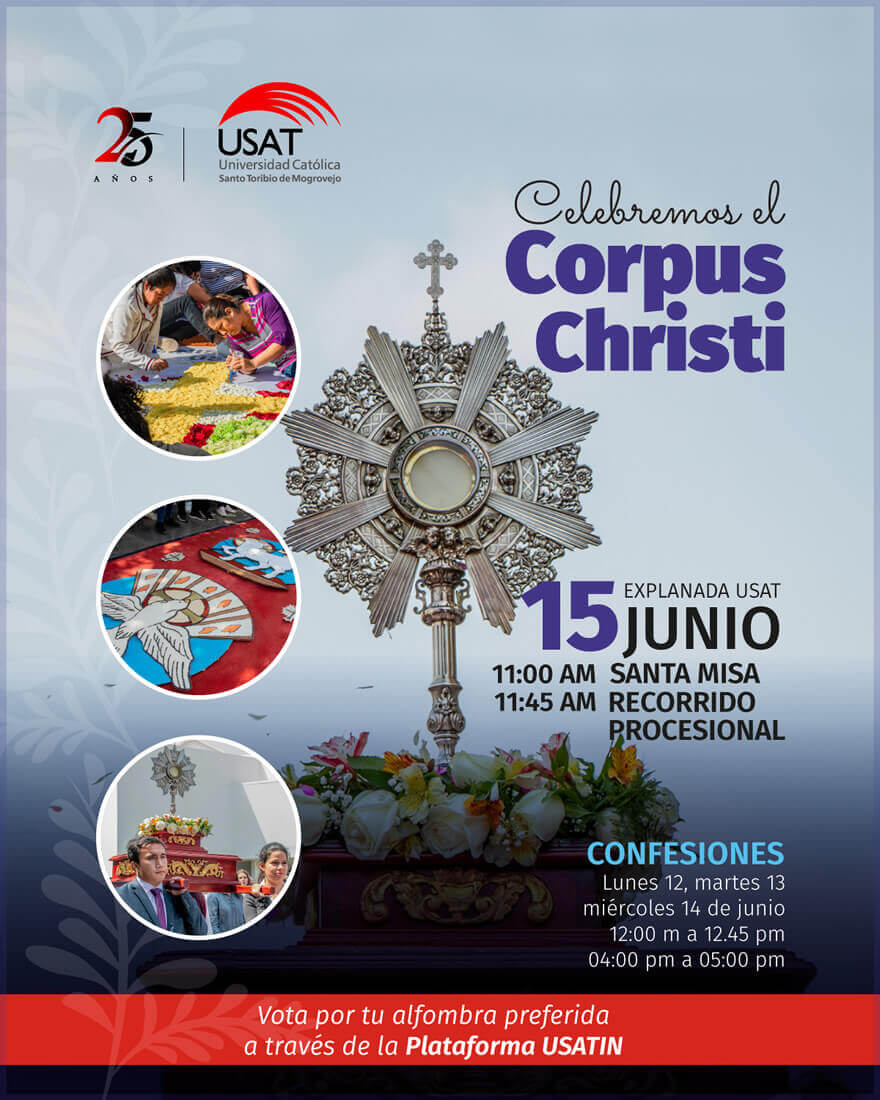 25
AÑOS
USAT
Universidad Católica
Santo Toribio de Mogrovejo
Celebremos el
Corpus
Christi
15 EXPLANADA USAT
JUNIO
11:00 AM SANTA MISA
11:45 AM RECORRIDO
PROCESIONAL
CONFESIONES
Lunes 12, martes 13
miércoles 14 de junio
12:00 m a 12.45 pm
04:00 pm a 05:00 pm
Vota por tu alfombra preferida
a través de la Plataforma USATIN